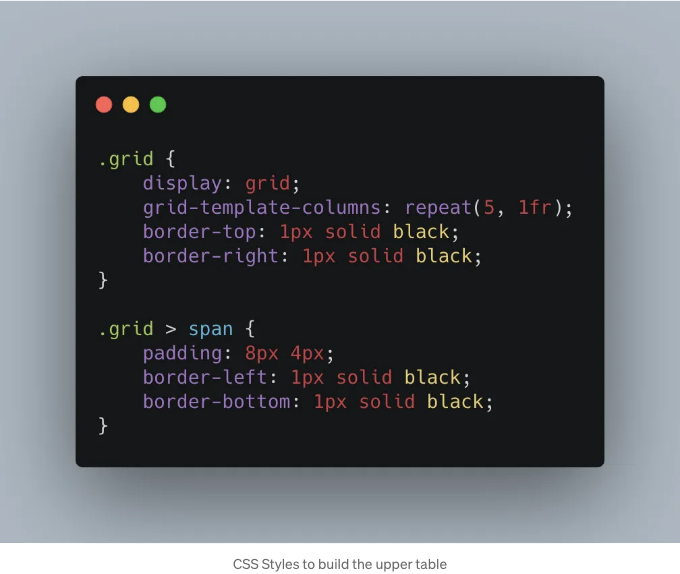 .grid {
    display: grid;
    grid-template-columns: repeat(5, 1fr);
    border-top: 1px solid black;
    border-right: 1px solid black;
}
.grid > span {
    padding: 8px 4px;
    border-left: 1px solid black;
    border-bottom: 1px solid black;
}
CSS Styles to build the upper table